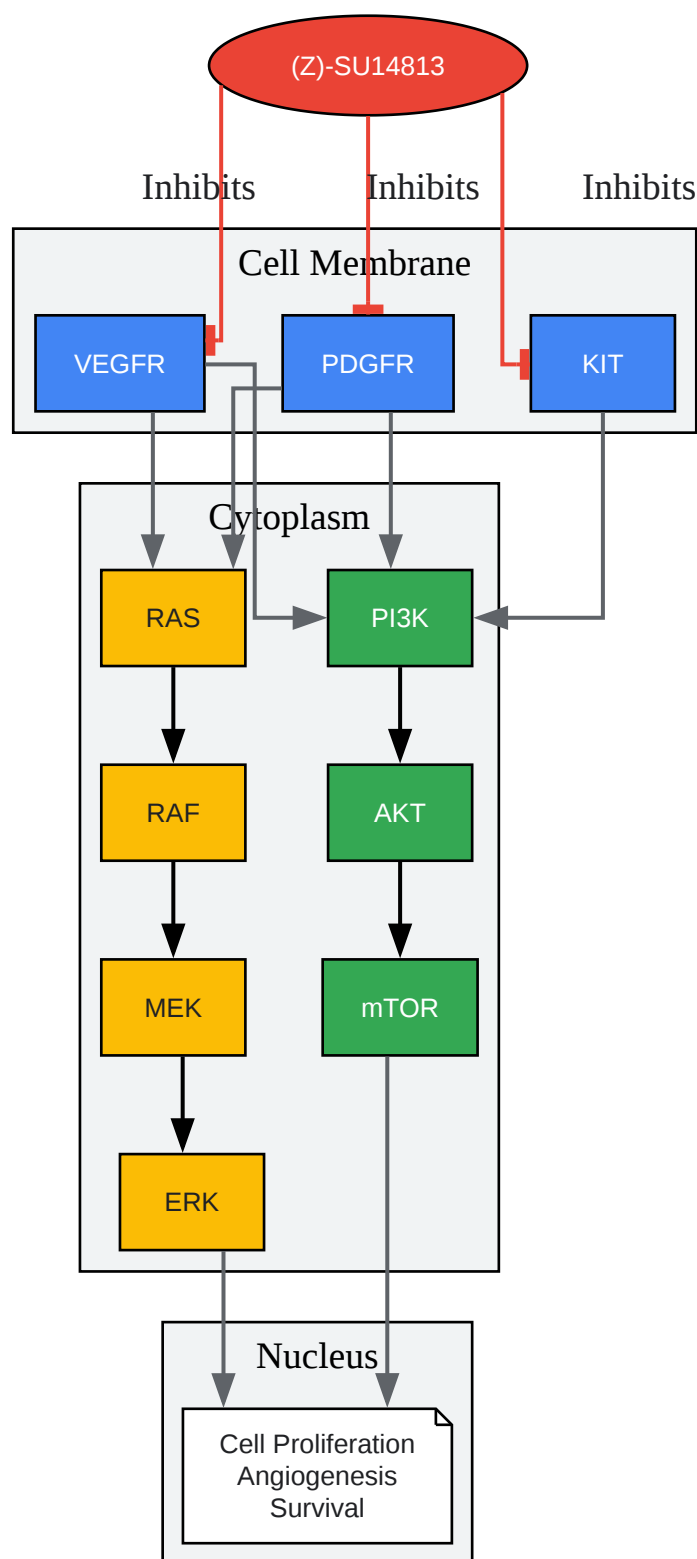 (Z)-SU14813
Inhibits
Inhibits
Inhibits
Cell Membrane
VEGFR
PDGFR
KIT
Cytoplasm
RAS
PI3K
RAF
AKT
MEK
mTOR
ERK
Nucleus
Cell Proliferation
Angiogenesis
Survival